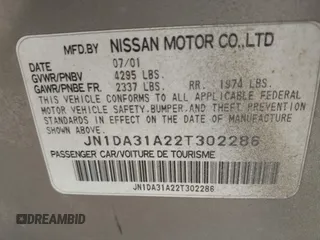 MFD.BY NISSAN MOTOR CO.,LTD
DATE 07/01
GVWR/PNBV 4295 LBS.
GAWR/PNBE FR. 2337 LBS. RR. 1974 LBS.
THIS VEHICLE CONFORMS TO ALL APPLICABLE FEDERAL
MOTOR VEHICLE SAFETY,BUMPER,AND THEFT PREVENTION
STANDARDS IN EFFECT ON THE DATE OF MANUFACTURE
SHOWN ABOVE.
JN1DA31A22T302286
PASSENGER CAR/VOITURE DE TOURISME
JN1DA31A22T302286
DREAMBID